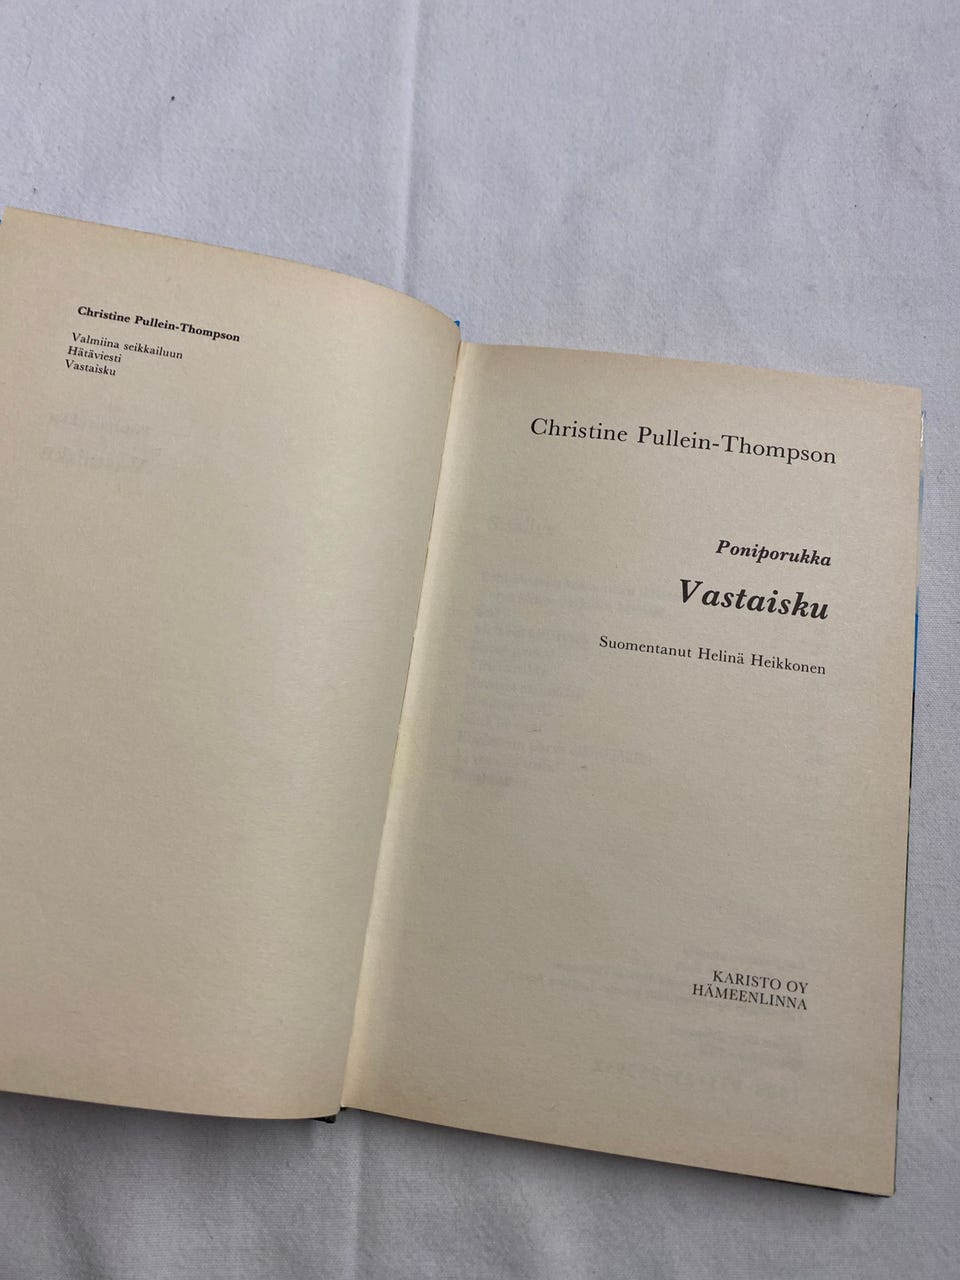 Christine Pullein-Thompson
Valmiina seikkailuun
Hätäviesti
Vastaisku
Christine Pullein-Thompson
Poniporukka
Vastaisku
Suomentanut Helinä Heikkonen
KARISTO OY
HÄMEENLINNA